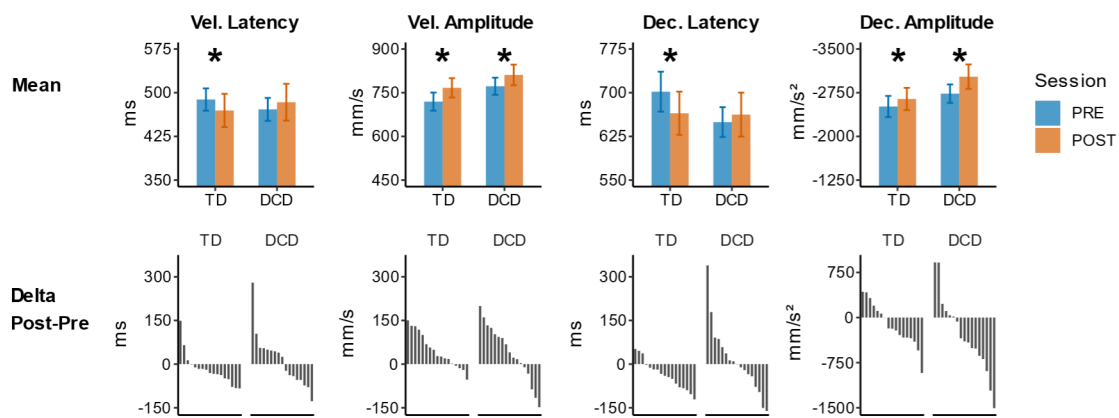 Vel. Latency Vel. Amplitude Dec. Latency Dec. Amplitude
Mean
575
500
425
350
ms
*
TD DCD
900
750
600
450
mm/s
* *
TD DCD
775
700
625
550
ms
*
TD DCD
-3500
-2750
-2000
-1250
mm/s²
* *
TD DCD
Session
PRE
POST
Delta
Post-Pre
TD DCD
300
150
0
-150
ms
TD DCD
300
150
0
-150
mm/s
TD DCD
300
150
0
-150
ms
TD DCD
750
0
-750
-1500
mm/s²